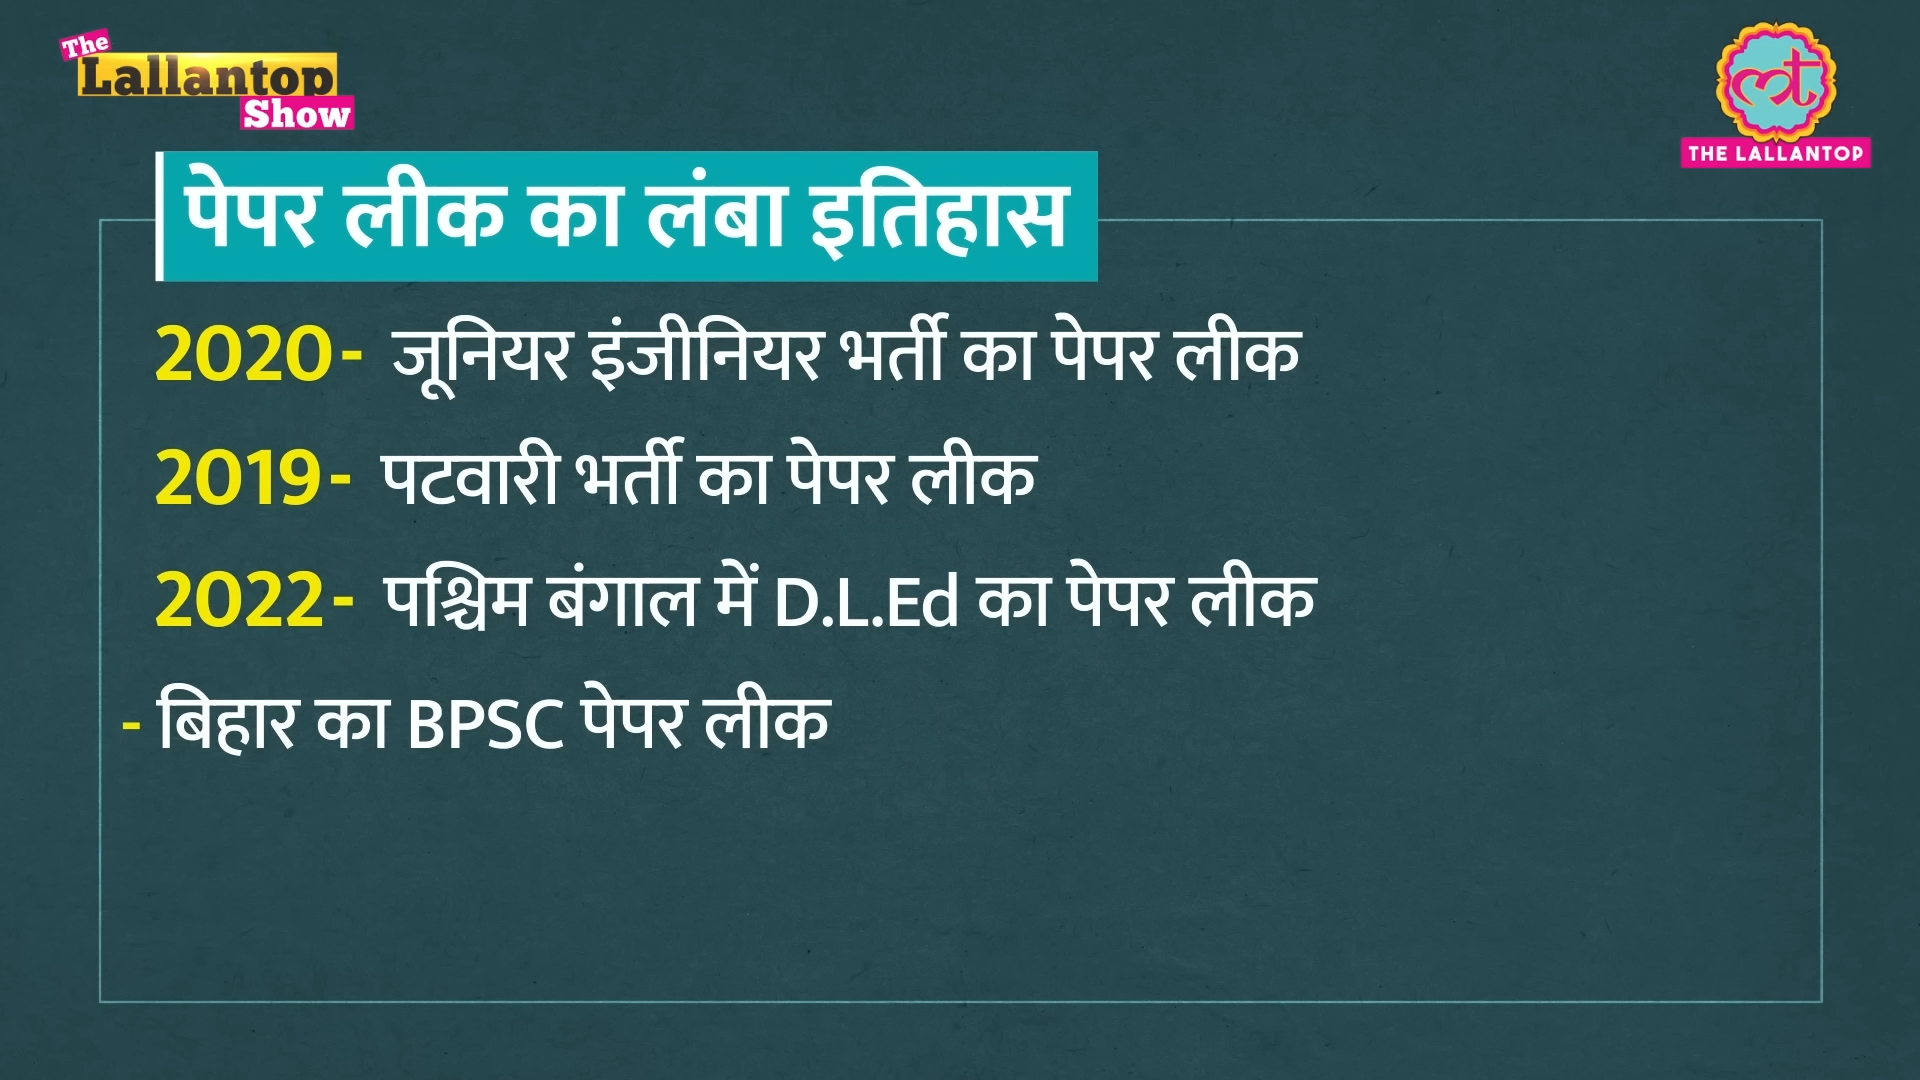 The
Lallantop
Show
mt
THE LALLANTOP
पेपर लीक का लंबा इतिहास
2020- जूनियर इंजीनियर भर्ती का पेपर लीक
2019- पटवारी भर्ती का पेपर लीक
2022- पश्चिम बंगाल में D.L.Ed का पेपर लीक
- बिहार का BPSC पेपर लीक